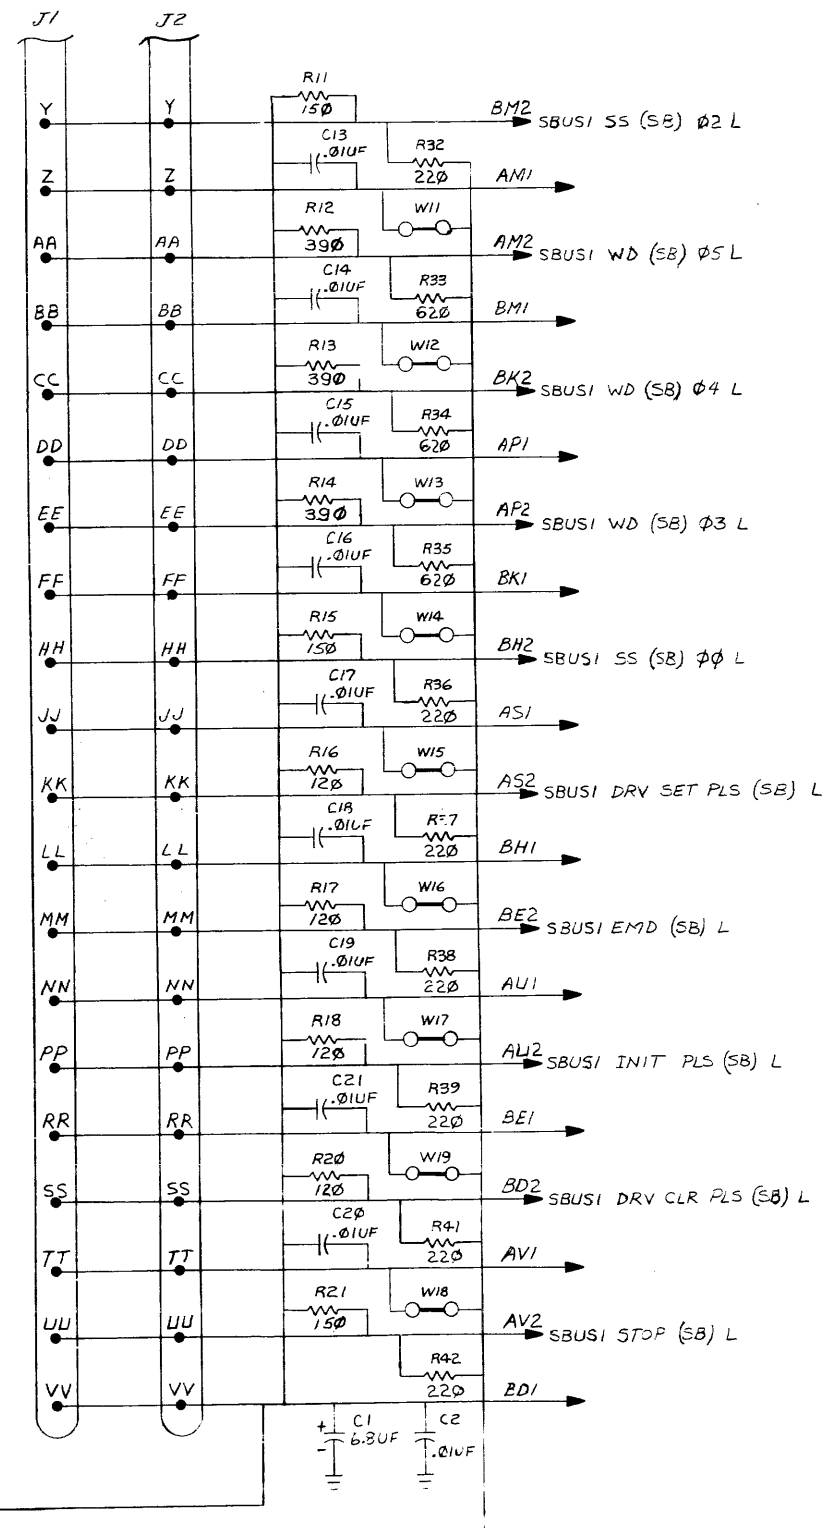 J1 J2
R11
Y Y 15Ø BM2 SBUS1 SS (SB) Ø2 L
C13
.Ø1UF R32
Z Z 22Ø AM1
R12 W11
AA AA 39Ø AM2 SBUS1 WD (SB) Ø5 L
C14
.Ø1UF R33
BB BB 62Ø BM1
R13 W12
CC CC 39Ø BK2 SBUS1 WD (SB) Ø4 L
C15
.Ø1UF R34
DD DD 62Ø AP1
R14 W13
EE EE 39Ø AP2 SBUS1 WD (SB) Ø3 L
C16
.Ø1UF R35
FF FF 62Ø BK1
R15 W14
HH HH 15Ø BH2 SBUS1 SS (SB) ØØ L
C17
.Ø1UF R36
JJ JJ 22Ø AS1
R16 W15
KK KK 12Ø AS2 SBUS1 DRV SET PLS (SB) L
C18
.Ø1UF
LL LL 22Ø BH1
R17 W16
MM MM 12Ø BE2 SBUS1 EMD (SB) L
C19
.Ø1UF R38
NN NN 22Ø AU1
R18 W17
PP PP 12Ø AU2 SBUS1 INIT PLS (SB) L
C21
.Ø1UF R39
RR RR 22Ø BE1
R2Ø W19
SS SS 12Ø BD2 SBUS1 DRV CLR PLS (SB) L
C2Ø
.Ø1UF R41
TT TT 22Ø AV1
R21 W18
UU UU 15Ø AV2 SBUS1 STOP (SB) L
R42
VV VV 22Ø BD1
+ C1 C2
- 6.8UF .Ø1UF